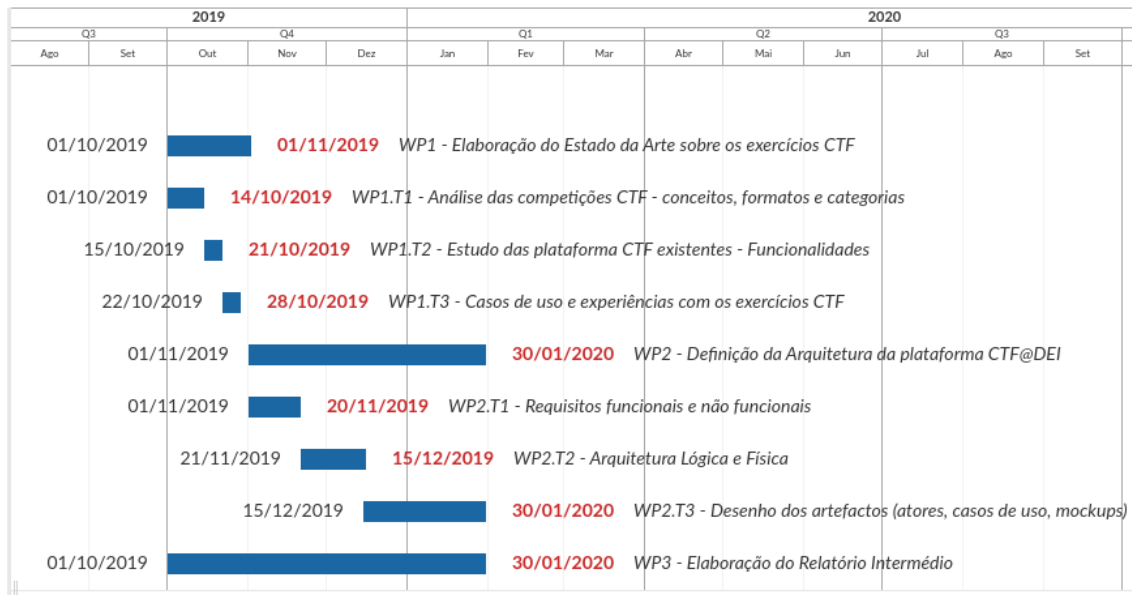 2019 2020
Q3 Q4 Q1 Q2 Q3
Ago Set Out Nov Dez Jan Fev Mar Abr Mai Jun Jul Ago Set
01/10/2019 01/11/2019 WP1 - Elaboração do Estado da Arte sobre os exercícios CTF
01/10/2019 14/10/2019 WP1.T1 - Análise das competições CTF - conceitos, formatos e categorias
15/10/2019 21/10/2019 WP1.T2 - Estudo das plataforma CTF existentes - Funcionalidades
22/10/2019 28/10/2019 WP1.T3 - Casos de uso e experiências com os exercícios CTF
01/11/2019 30/01/2020 WP2 - Definição da Arquitetura da plataforma CTF@DEI
01/11/2019 20/11/2019 WP2.T1 - Requisitos funcionais e não funcionais
21/11/2019 15/12/2019 WP2.T2 - Arquitetura Lógica e Física
15/12/2019 30/01/2020 WP2.T3 - Desenho dos artefactos (atores, casos de uso, mockups)
01/10/2019 30/01/2020 WP3 - Elaboração do Relatório Intermédio